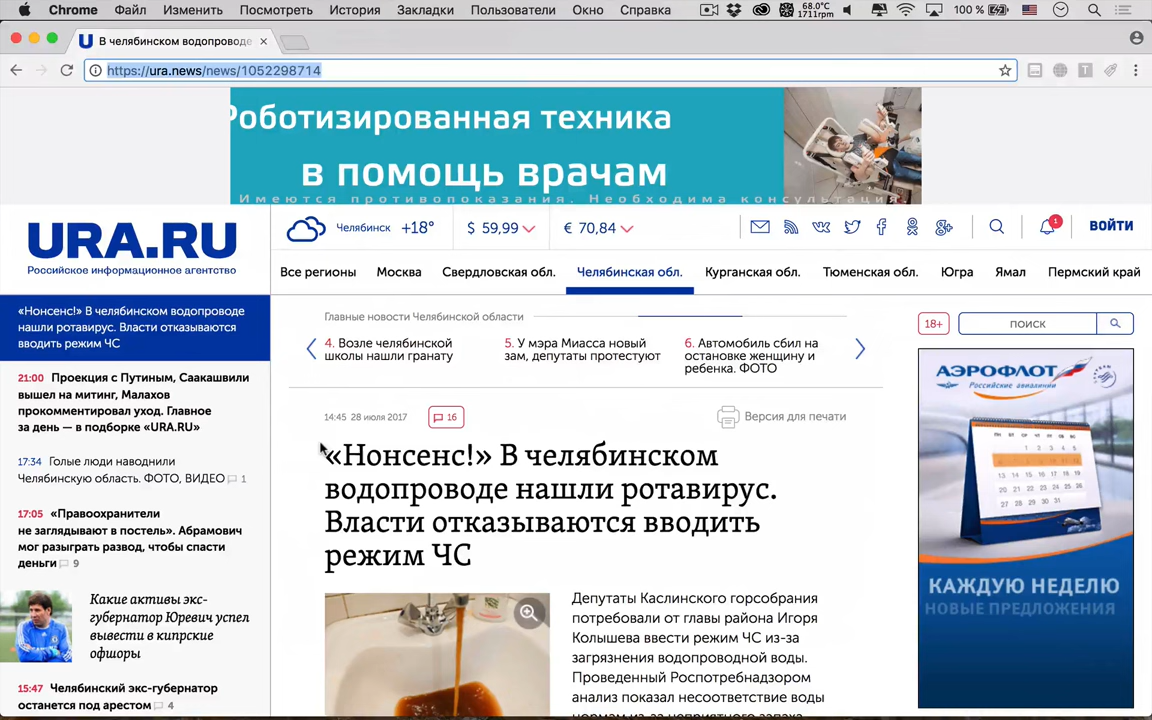 Chrome Файл Изменить Посмотреть История Закладки Пользователи Окно Справка 68.0°C 1711rpm 100 %
В челябинском водопроводе
https://ura.news/news/1052298714
Роботизированная техника
в помощь врачам
Имеются противопоказания. Необходима консультация
URA.RU
Российское информационное агентство
Челябинск +18° $ 59,99 € 70,84 1 ВОЙТИ
Все регионы Москва Свердловская обл. Челябинская обл. Курганская обл. Тюменская обл. Югра Ямал Пермский край
«Нонсенс!» В челябинском водопроводе
нашли ротавирус. Власти отказываются
вводить режим ЧС
21:00 Проекция с Путиным, Саакашвили
вышел на митинг, Малахов
прокомментировал уход. Главное
за день — в подборке «URA.RU»
17:34 Голые люди наводнили
Челябинскую область. ФОТО, ВИДЕО 1
17:05 «Правоохранители
не заглядывают в постель». Абрамович
мог разыграть развод, чтобы спасти
деньги 9
Какие активы экс-
губернатор Юревич успел
вывести в кипрские
офшоры
15:47 Челябинский экс-губернатор
останется под арестом 4
Главные новости Челябинской области
4. Возле челябинской
школы нашли гранату
5. У мэра Миасса новый
зам, депутаты протестуют
6. Автомобиль сбил на
остановке женщину и
ребенка. ФОТО
14:45 28 июля 2017 16 Версия для печати
«Нонсенс!» В челябинском
водопроводе нашли ротавирус.
Власти отказываются вводить
режим ЧС
Депутаты Каслинского горсобрания
потребовали от главы района Игоря
Колышева ввести режим ЧС из-за
загрязнения водопроводной воды.
Проведенный Роспотребнадзором
анализ показал несоответствие воды
нормам из-за неприятного запаха
18+ ПОИСК
АЭРОФЛОТ
Российские авиалинии
КАЖДУЮ НЕДЕЛЮ
НОВЫЕ ПРЕДЛОЖЕНИЯ